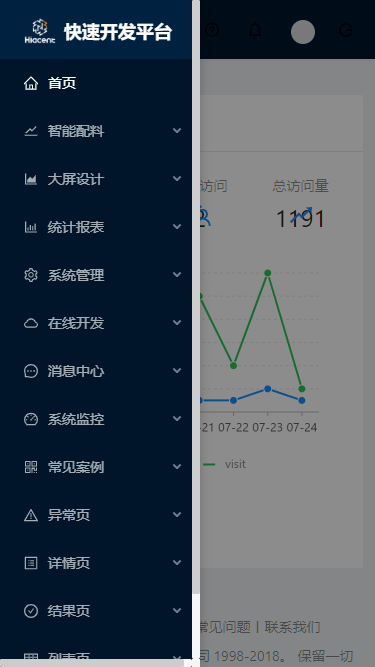 Hiacent
快速开发平台
首页
智能配料
大屏设计
统计报表
系统管理
在线开发
消息中心
系统监控
常见案例
异常页
详情页
结果页
列表页
访问
总访问量
1191
-21 07-22 07-23 07-24
visit
常见问题 | 联系我们
司 1998-2018。 保留一切